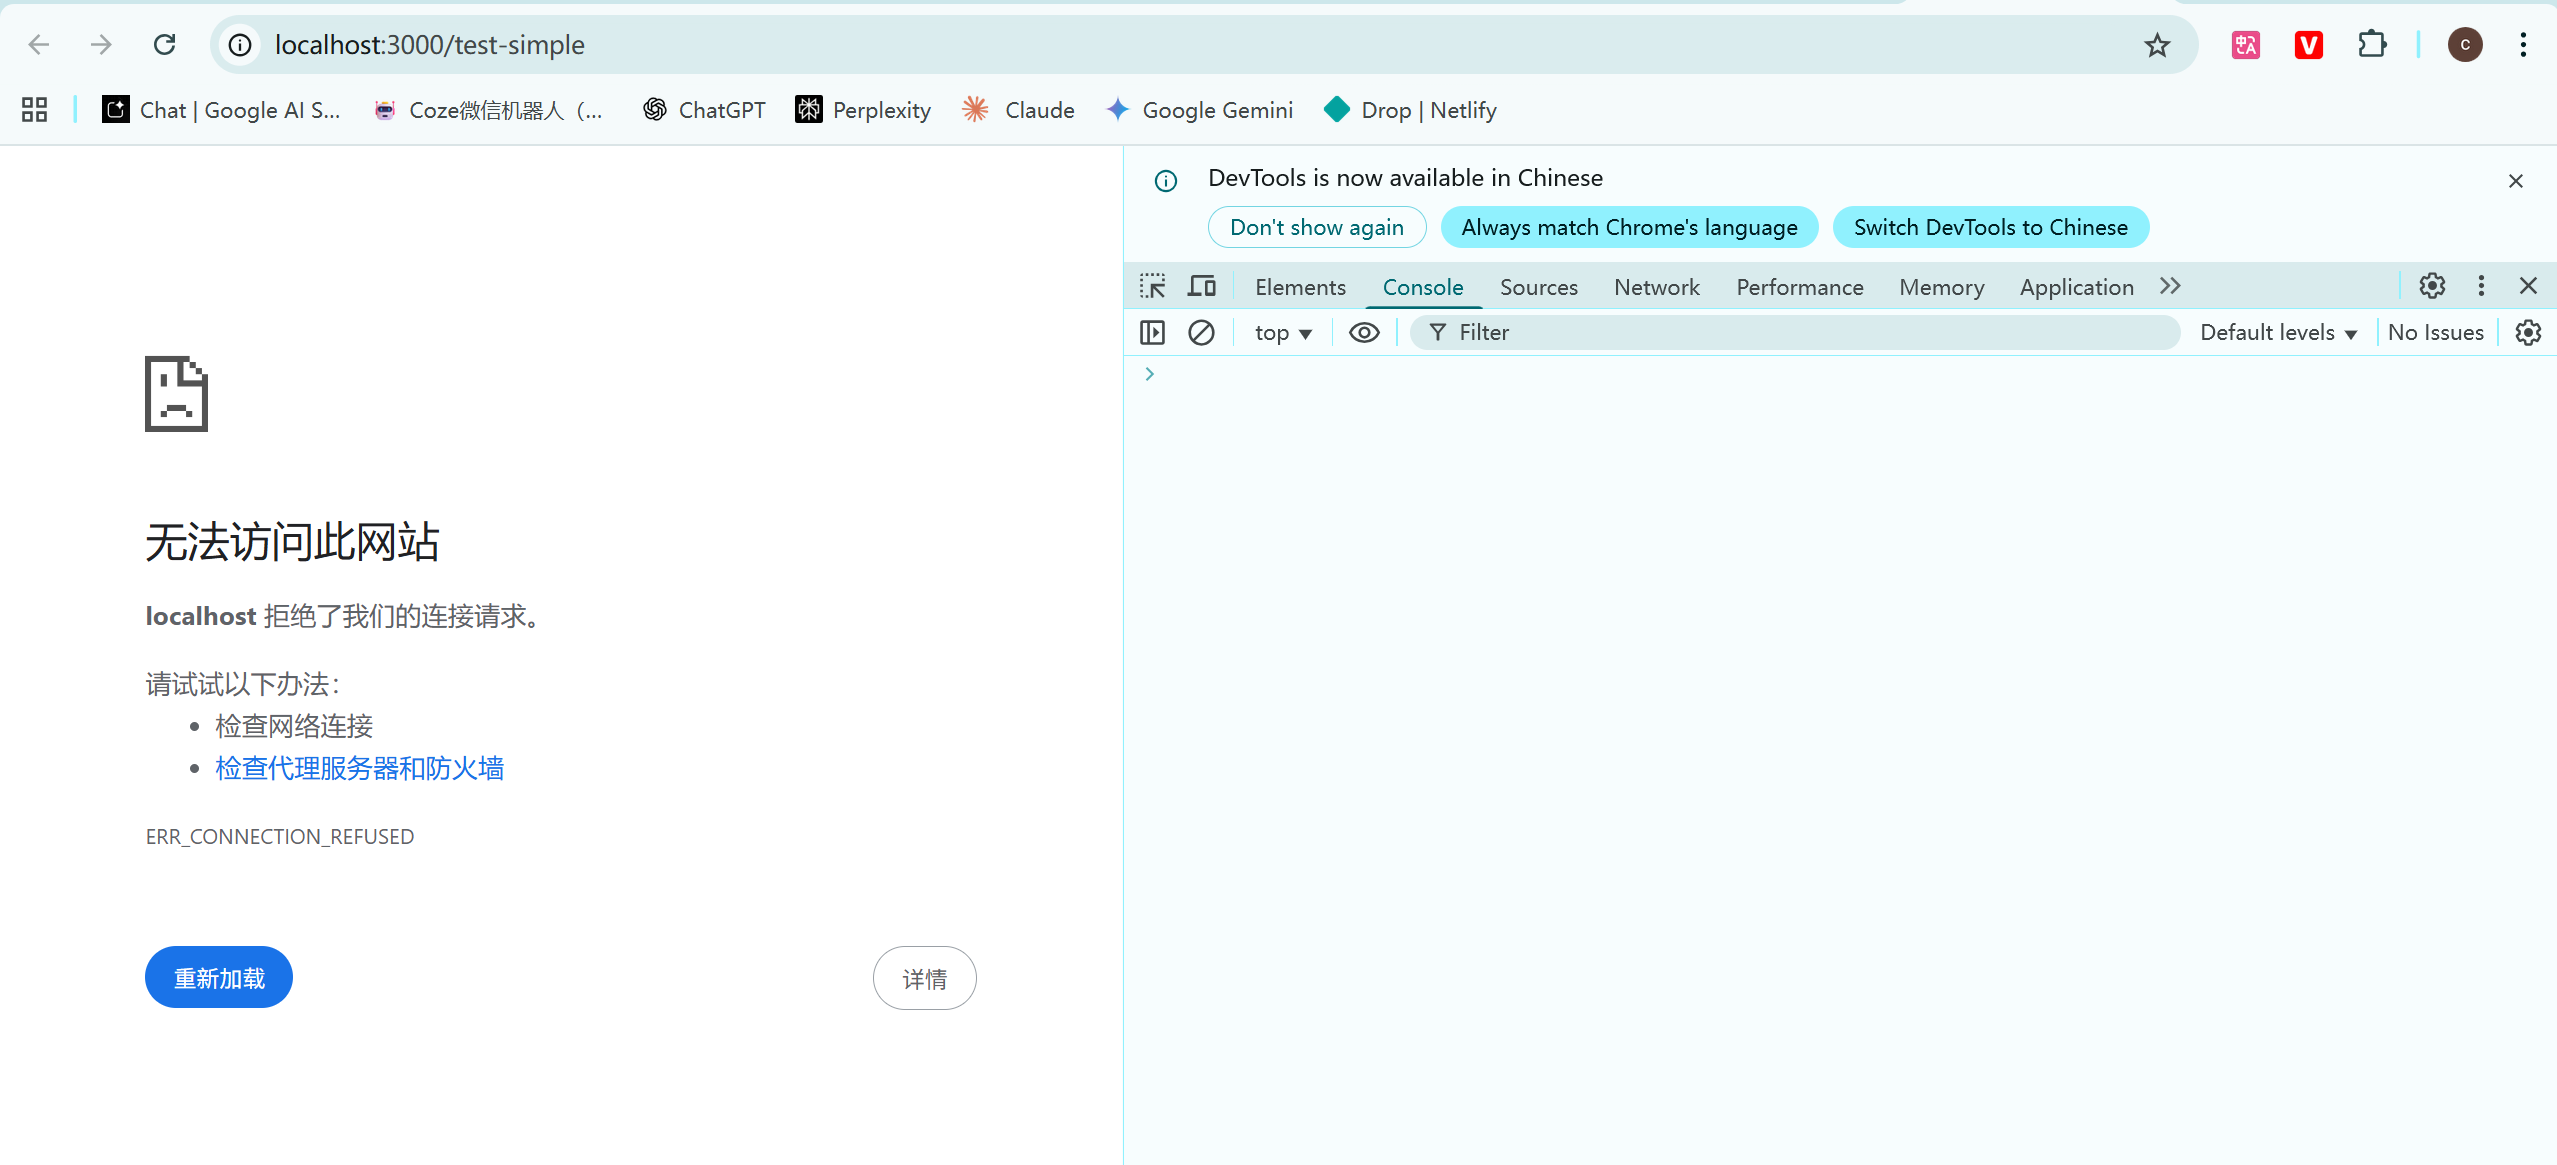 localhost:3000/test-simple
C
Chat | Google AI S...
Coze微信机器人（...
ChatGPT
Perplexity
Claude
Google Gemini
Drop | Netlify
DevTools is now available in Chinese
Don't show again
Always match Chrome's language
Switch DevTools to Chinese
Elements
Console
Sources
Network
Performance
Memory
Application
top
Filter
Default levels
No Issues
无法访问此网站
localhost 拒绝了我们的连接请求。
请试试以下办法：
检查网络连接
检查代理服务器和防火墙
ERR_CONNECTION_REFUSED
重新加载
详情